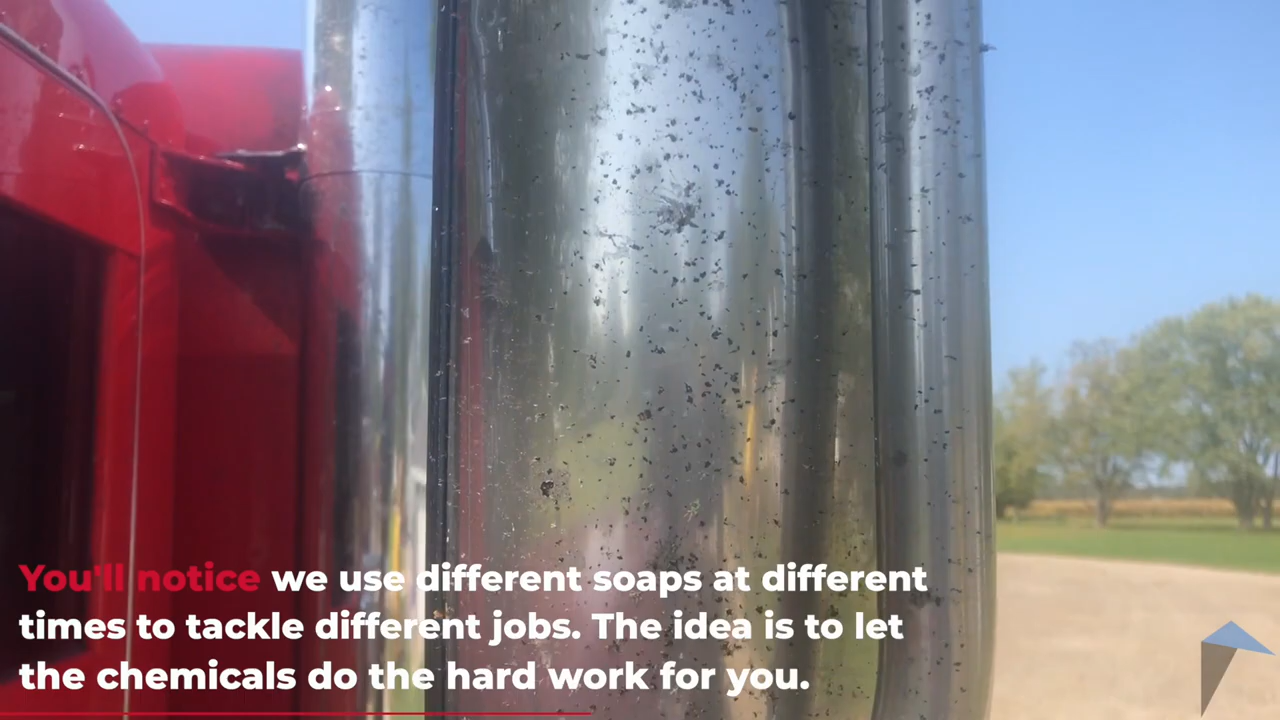 You'll notice we use different soaps at different
times to tackle different jobs. The idea is to let
the chemicals do the hard work for you.